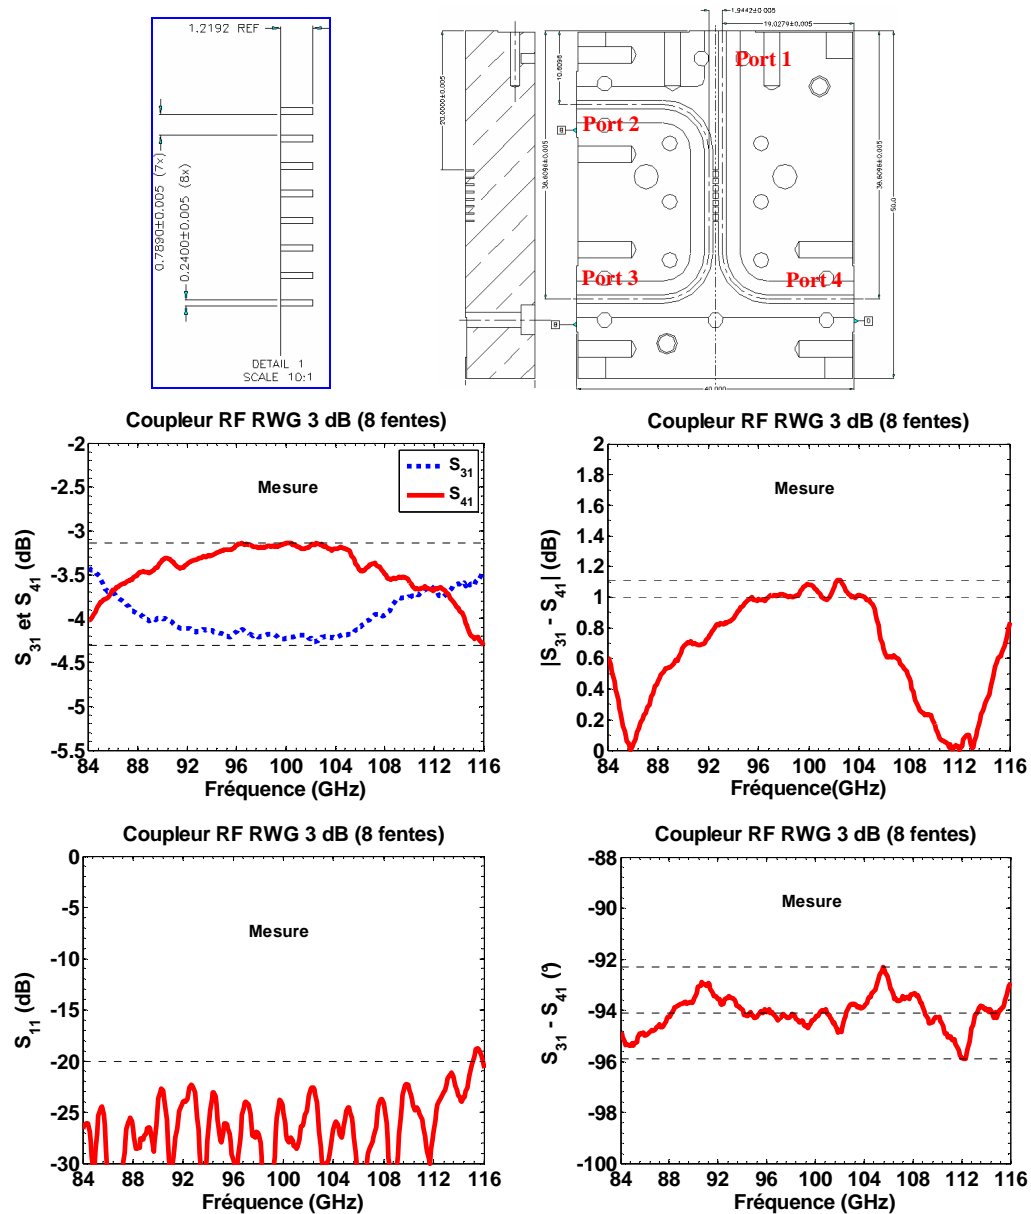 1.2192 REF
0.7890±0.005 (7x)
0.2400±0.005 (8x)
DETAIL 1
SCALE 10:1
1.9442±0.005
19.0279±0.005
20.0000±0.005
10.6096
38.6096±0.005
38.6096±0.005
50.0
40.000
Port 1
Port 2
Port 3
Port 4
Coupleur RF RWG 3 dB (8 fentes)
Mesure
S31
S41
S31 et S41 (dB)
-2
-2.5
-3
-3.5
-4
-4.5
-5
-5.5
84 88 92 96 100 104 108 112 116
Fréquence (GHz)
Coupleur RF RWG 3 dB (8 fentes)
Mesure
|S31 - S41| (dB)
2
1.8
1.6
1.4
1.2
1
0.8
0.6
0.4
0.2
0
84 88 92 96 100 104 108 112 116
Fréquence(GHz)
Coupleur RF RWG 3 dB (8 fentes)
Mesure
S11 (dB)
0
-5
-10
-15
-20
-25
-30
84 88 92 96 100 104 108 112 116
Fréquence (GHz)
Coupleur RF RWG 3 dB (8 fentes)
Mesure
S31 - S41 (°)
-88
-90
-92
-94
-96
-98
-100
84 88 92 96 100 104 108 112 116
Fréquence (GHz)